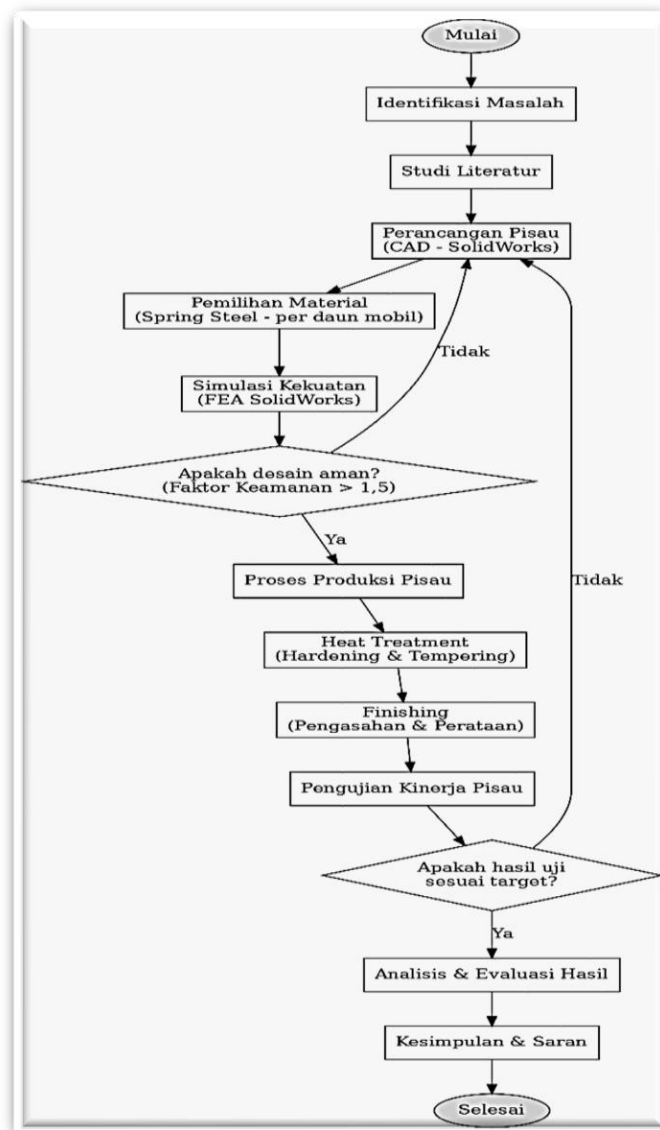 Mulai
Identifikasi Masalah
Studi Literatur
Perancangan Pisau
(CAD - SolidWorks)
Pemilihan Material
(Spring Steel - per daun mobil)
Tidak
Simulasi Kekuatan
(FEA SolidWorks)
Apakah desain aman?
(Faktor Keamanan > 1,5)
Ya
Proses Produksi Pisau
Tidak
Heat Treatment
(Hardening & Tempering)
Finishing
(Pengasahan & Perataan)
Pengujian Kinerja Pisau
Apakah hasil uji
sesuai target?
Ya
Analisis & Evaluasi Hasil
Kesimpulan & Saran
Selesai